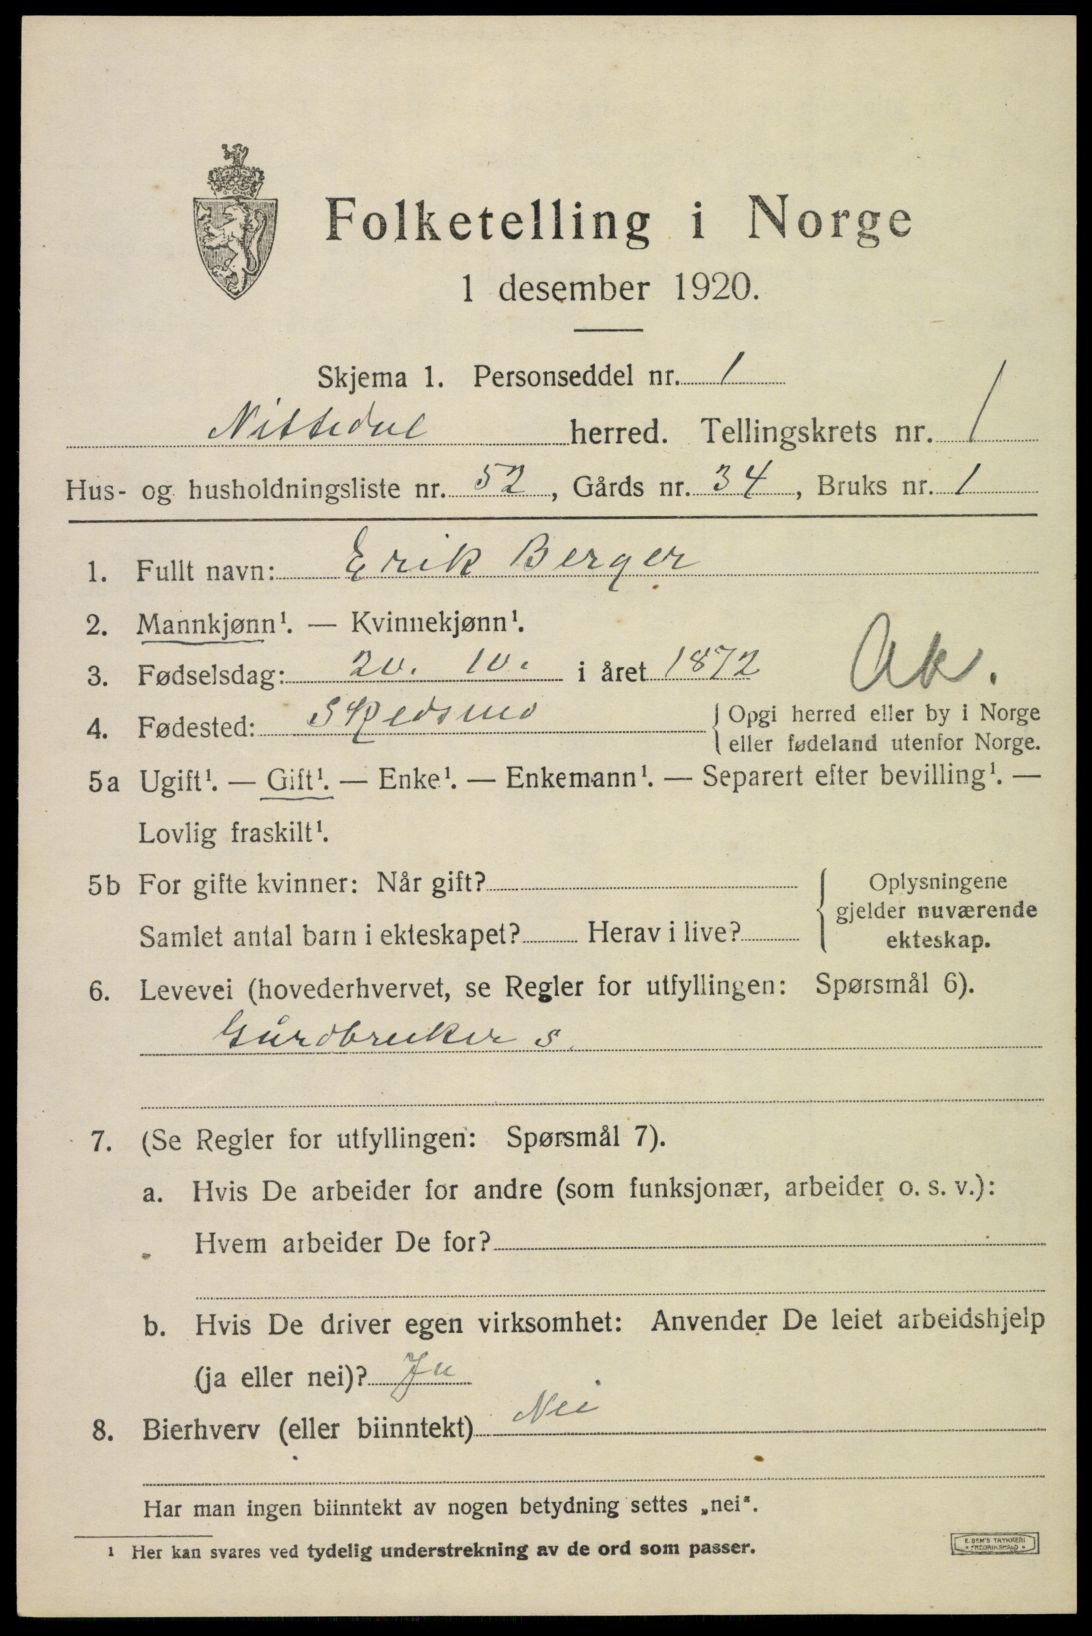 Folketelling i Norge
1 desember 1920.
Skjema 1. Personseddel nr. 1
Nittedal herred. Tellingskrets nr. 1
Hus- og husholdningsliste nr. 52, Gårds nr. 34, Bruks nr. 1
1. Fullt navn: Erik Berger
2. Mannkjønn¹. — Kvinnekjønn¹.
3. Fødselsdag: 20. 10. i året 1872
Ak.
4. Fødested: Skedsmo { Opgi herred eller by i Norge
eller fødeland utenfor Norge.
5a Ugift¹. — Gift¹. — Enke¹. — Enkemann¹. — Separert efter bevilling¹. —
Lovlig fraskilt¹.
5b For gifte kvinner: Når gift?
Samlet antal barn i ekteskapet? Herav i live?
{ Oplysningene
gjelder nuværende
ekteskap.
6. Levevei (hovederhvervet, se Regler for utfyllingen: Spørsmål 6).
Gårdbruker s.
7. (Se Regler for utfyllingen: Spørsmål 7).
a. Hvis De arbeider for andre (som funksjonær, arbeider o. s. v.):
Hvem arbeider De for?
b. Hvis De driver egen virksomhet: Anvender De leiet arbeidshjelp
(ja eller nei)? Ja
8. Bierhverv (eller biinntekt) Nei
Har man ingen biinntekt av nogen betydning settes „nei".
¹ Her kan svares ved tydelig understrekning av de ord som passer.
E. SEM'S TRYKKERI
FREDRIKSHALD